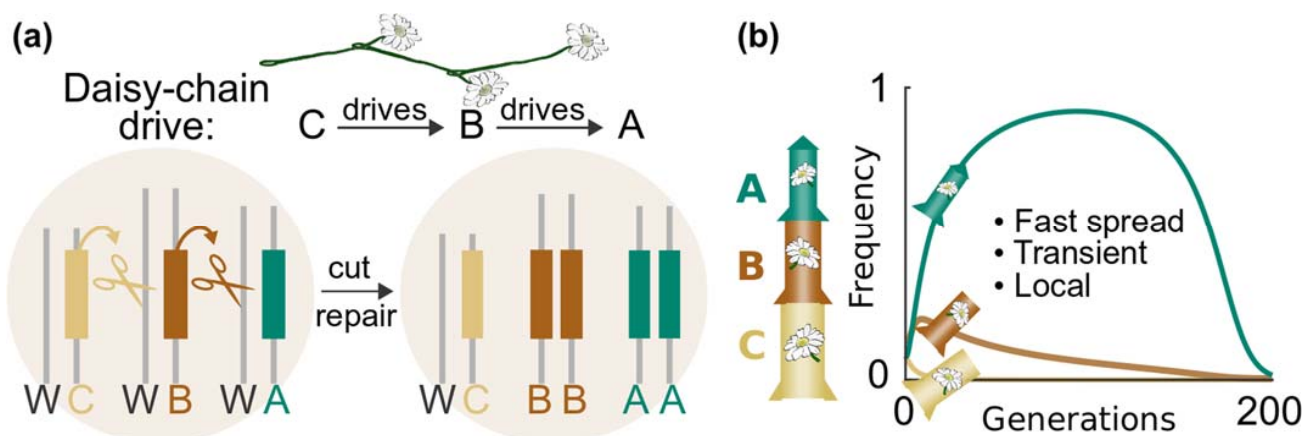 (a)
Daisy-chain
drive:
C drives B drives A
cut
repair
W C W B W A
W C B B A A
(b)
A
B
C
Frequency
1
0
• Fast spread
• Transient
• Local
0 Generations 200